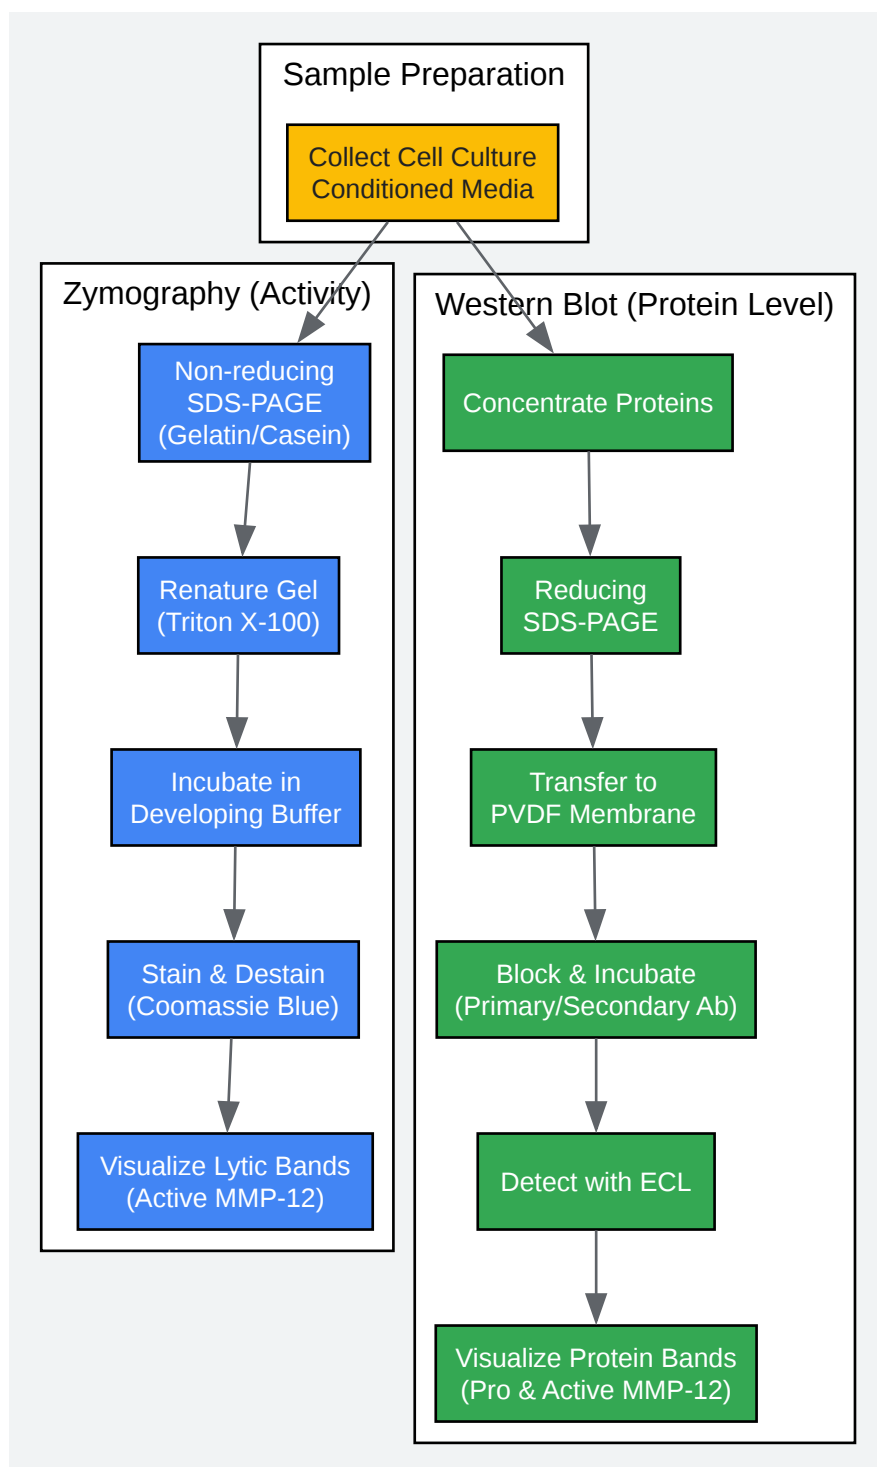 Sample Preparation
Collect Cell Culture
Conditioned Media
Zymography (Activity)
Non-reducing
SDS-PAGE
(Gelatin/Casein)
Renature Gel
(Triton X-100)
Incubate in
Developing Buffer
Stain & Destain
(Coomassie Blue)
Visualize Lytic Bands
(Active MMP-12)
Western Blot (Protein Level)
Concentrate Proteins
Reducing
SDS-PAGE
Transfer to
PVDF Membrane
Block & Incubate
(Primary/Secondary Ab)
Detect with ECL
Visualize Protein Bands
(Pro & Active MMP-12)